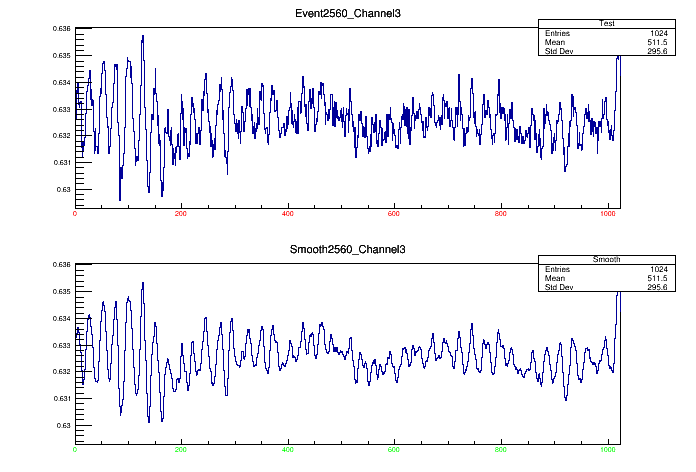 Event2560_Channel3
Test
Entries 1024
Mean 511.5
Std Dev 295.6
0.636
0.635
0.634
0.633
0.632
0.631
0.63
0 200 400 600 800 1000
Smooth2560_Channel3
Smooth
Entries 1024
Mean 511.5
Std Dev 295.6
0.636
0.635
0.634
0.633
0.632
0.631
0.63
0 200 400 600 800 1000